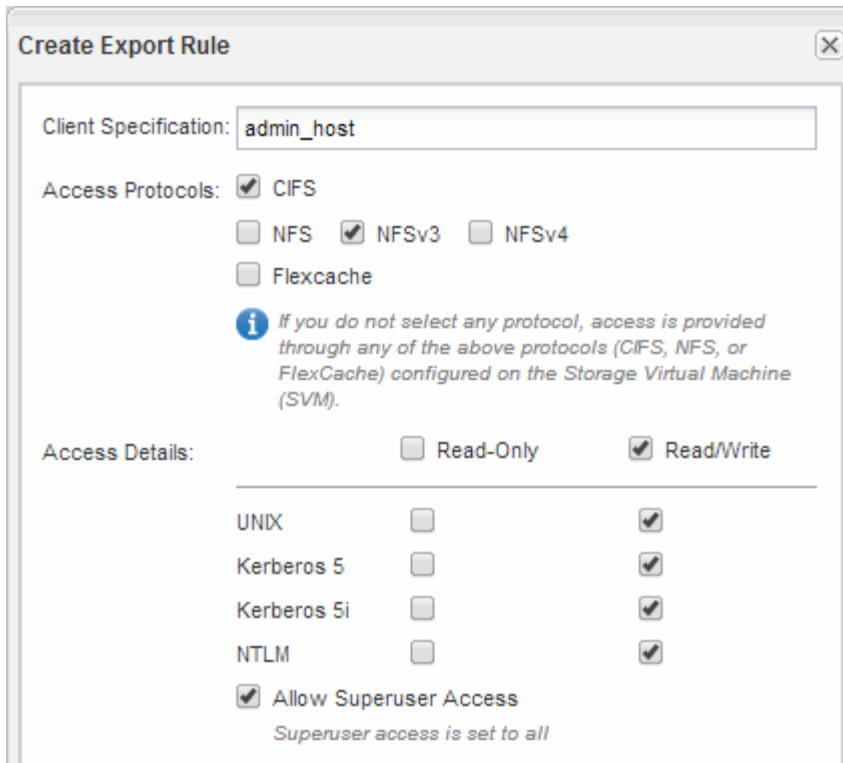 Create Export Rule
Client Specification: admin_host
Access Protocols: CIFS
NFS NFSv3 NFSv4
Flexcache
If you do not select any protocol, access is provided
through any of the above protocols (CIFS, NFS, or
FlexCache) configured on the Storage Virtual Machine
(SVM).
Access Details: Read-Only Read/Write
UNIX
Kerberos 5
Kerberos 5i
NTLM
Allow Superuser Access
Superuser access is set to all